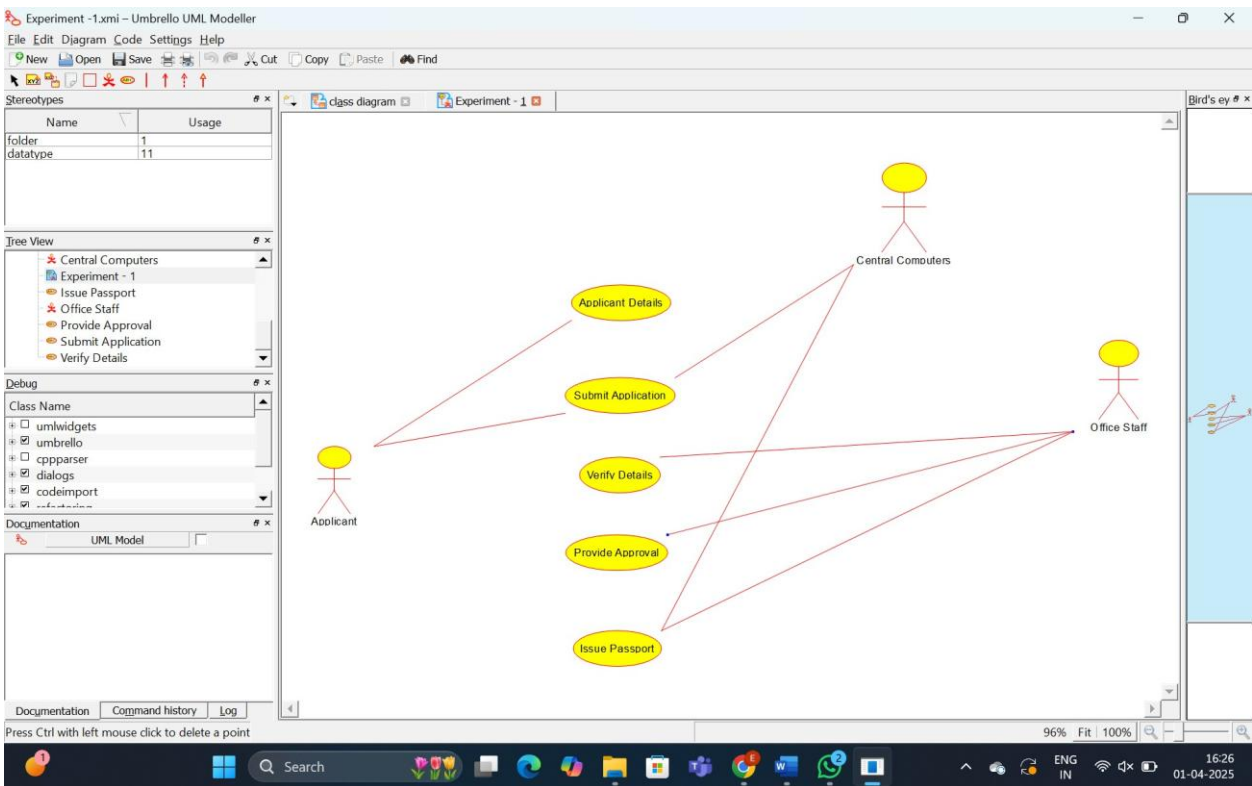 Experiment -1.xmi – Umbrello UML Modeller
File Edit Diagram Code Settings Help
New Open Save Cut Copy Paste Find
XYZ
Stereotypes
Name Usage
folder 1
datatype 11
Tree View
Central Computers
Experiment - 1
Issue Passport
Office Staff
Provide Approval
Submit Application
Verify Details
Debug
Class Name
umlwidgets
umbrello
cppparser
dialogs
codeimport
refactoring
Documentation
UML Model
Documentation Command history Log
Press Ctrl with left mouse click to delete a point
class diagram Experiment - 1
Central Computers
Applicant Details
Submit Application
Office Staff
Verify Details
Applicant
Provide Approval
Issue Passport
Bird's ey
96% Fit 100%
1
Search
2
ENG
IN
16:26
01-04-2025